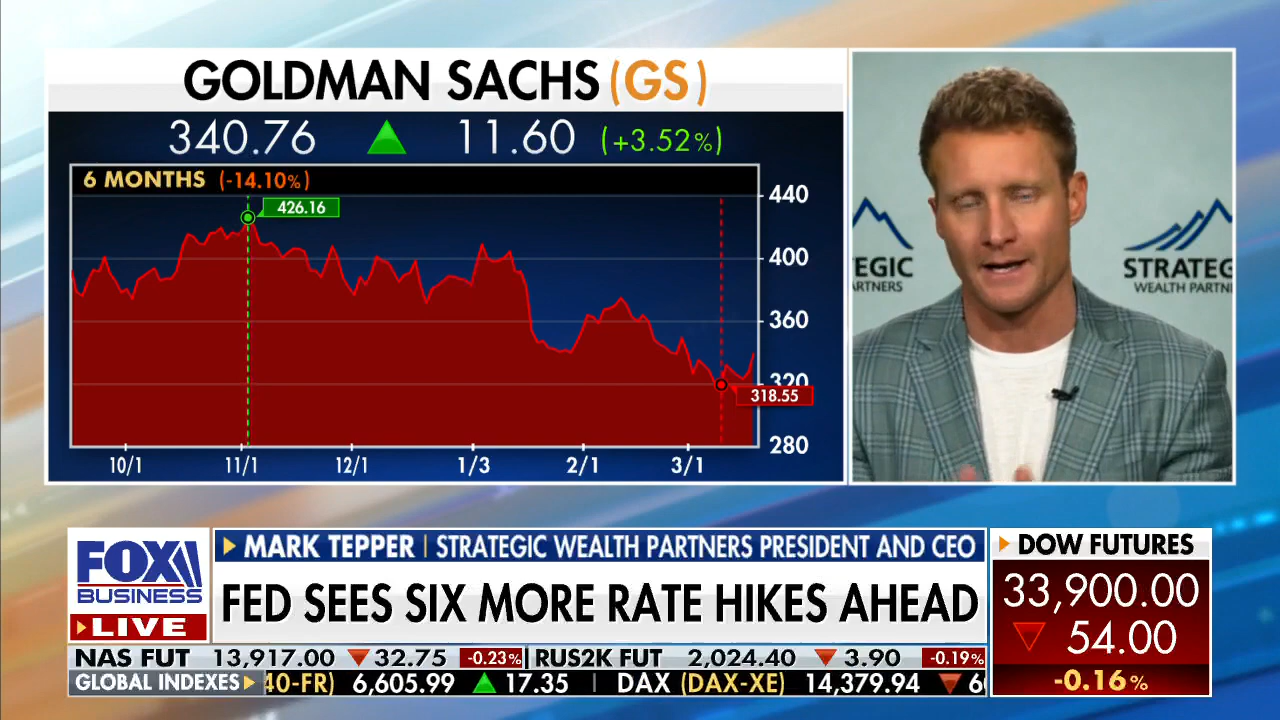 GOLDMAN SACHS (GS)
340.76 ▲ 11.60 (+3.52%)
6 MONTHS (-14.10%)
426.16
440
400
360
320
318.55
280
10/1 11/1 12/1 1/3 2/1 3/1
EGIC
ARTNERS
STRATEG
WEALTH PARTN
FOX
BUSINESS
LIVE
MARK TEPPER | STRATEGIC WEALTH PARTNERS PRESIDENT AND CEO
FED SEES SIX MORE RATE HIKES AHEAD
DOW FUTURES
33,900.00
▼ 54.00
-0.16%
NAS FUT 13,917.00 ▼ 32.75 -0.23% RUS2K FUT 2,024.40 ▼ 3.90 -0.19%
GLOBAL INDEXES 40-FR) 6,605.99 ▲ 17.35 | DAX (DAX-XE) 14,379.94 ▼